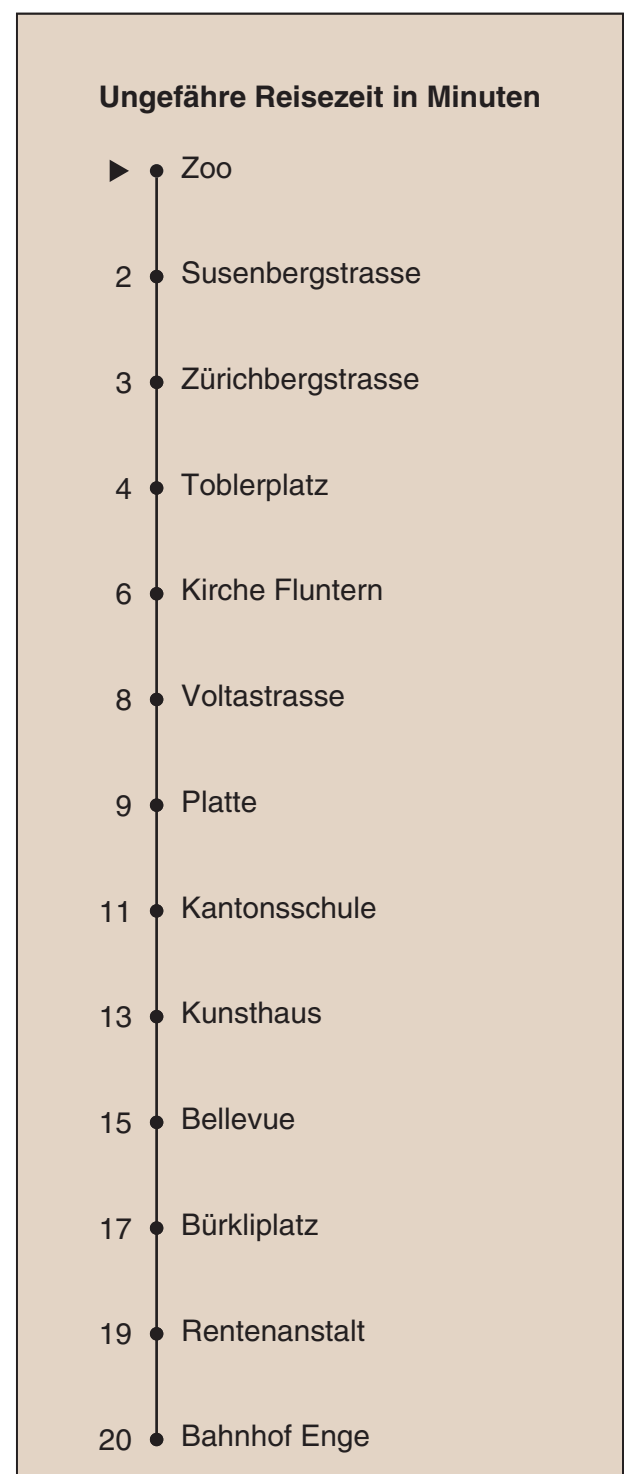 Ungefähre Reisezeit in Minuten
Zoo
2 Susenbergstrasse
3 Zürichbergstrasse
4 Toblerplatz
6 Kirche Fluntern
8 Voltastrasse
9 Platte
11 Kantonsschule
13 Kunsthaus
15 Bellevue
17 Bürkliplatz
19 Rentenanstalt
20 Bahnhof Enge